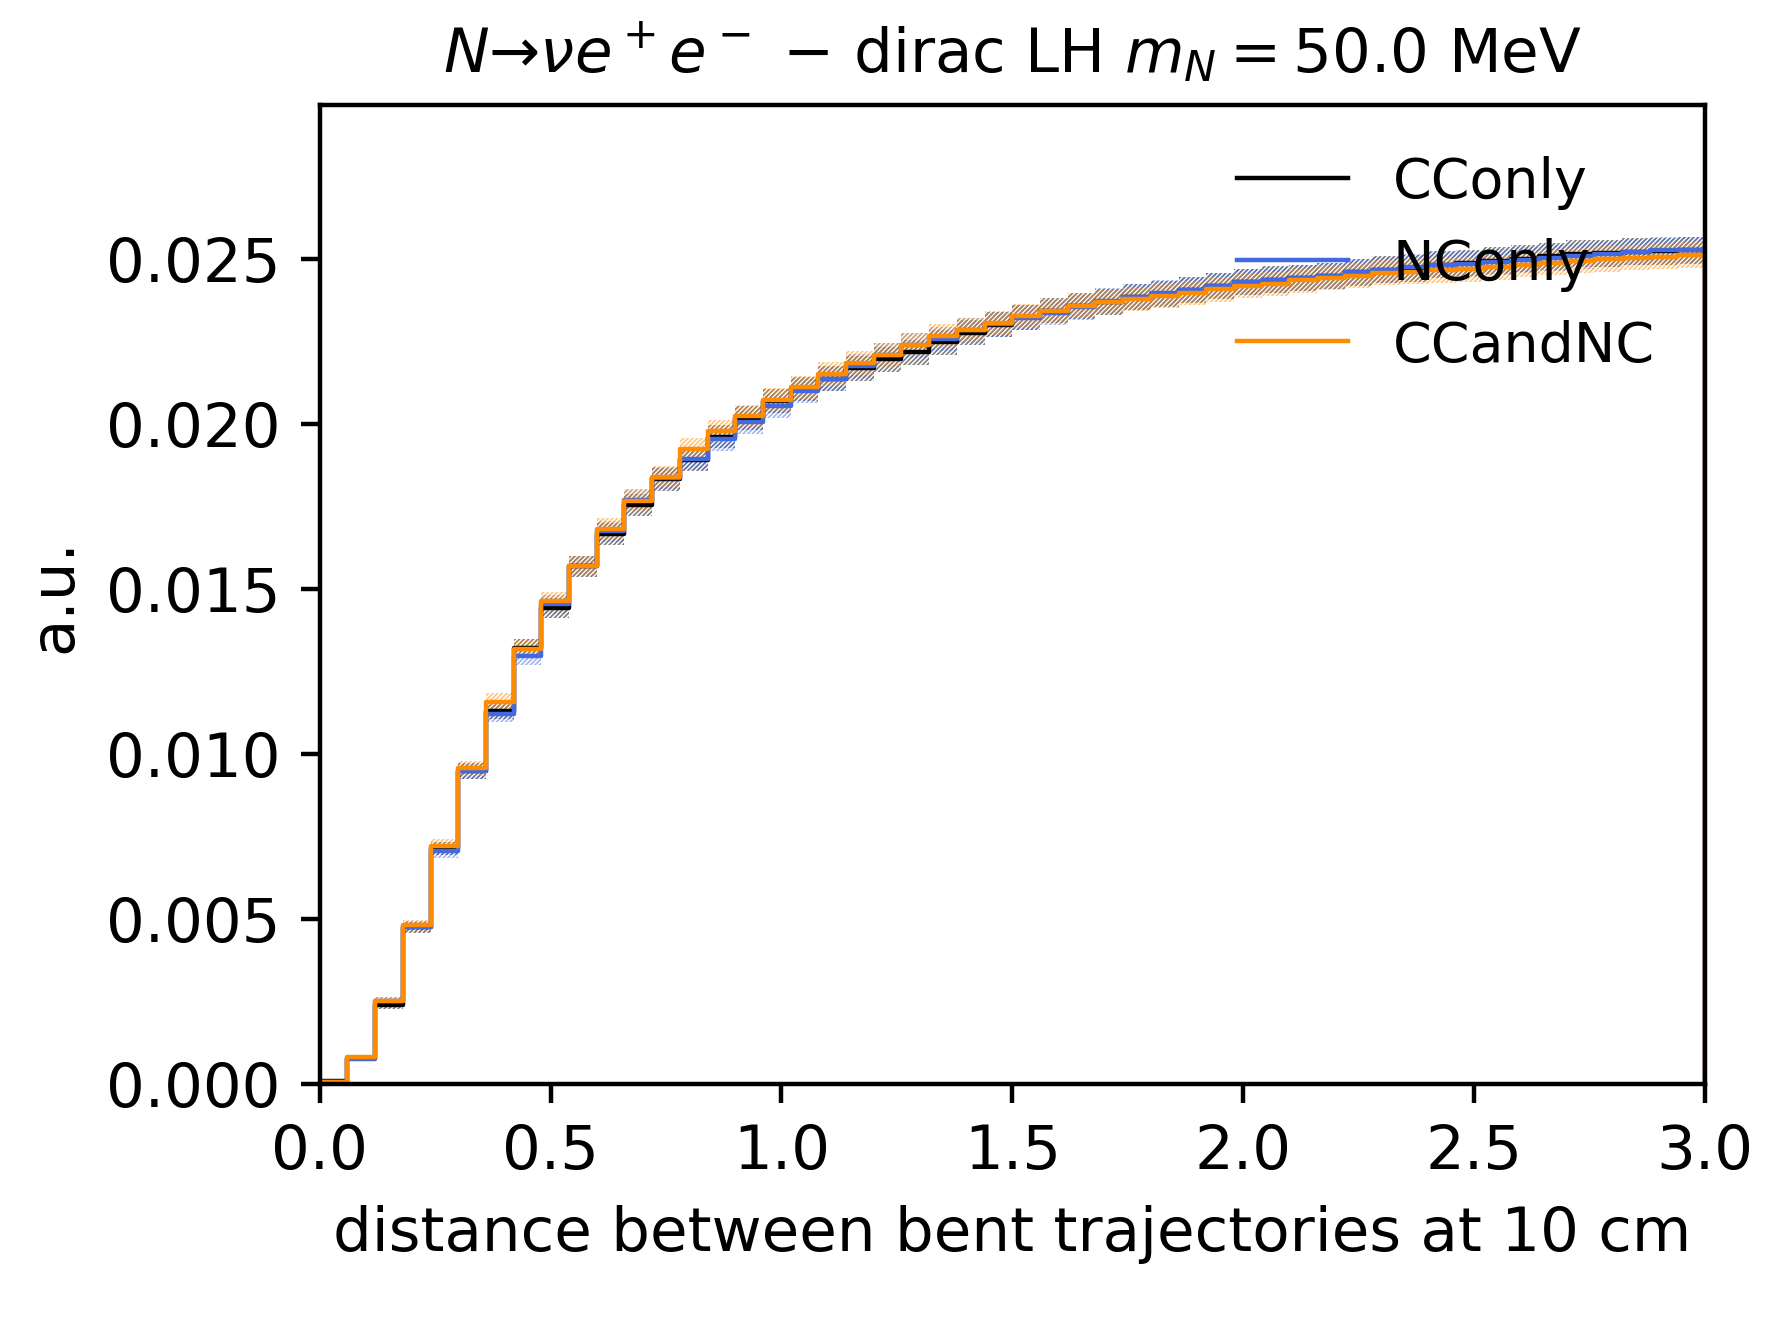 N→νe⁺e⁻ − dirac LH m_N = 50.0 MeV
CConly
NConly
CCandNC
0.025
0.020
0.015
0.010
0.005
0.000
a.u.
0.0 0.5 1.0 1.5 2.0 2.5 3.0
distance between bent trajectories at 10 cm